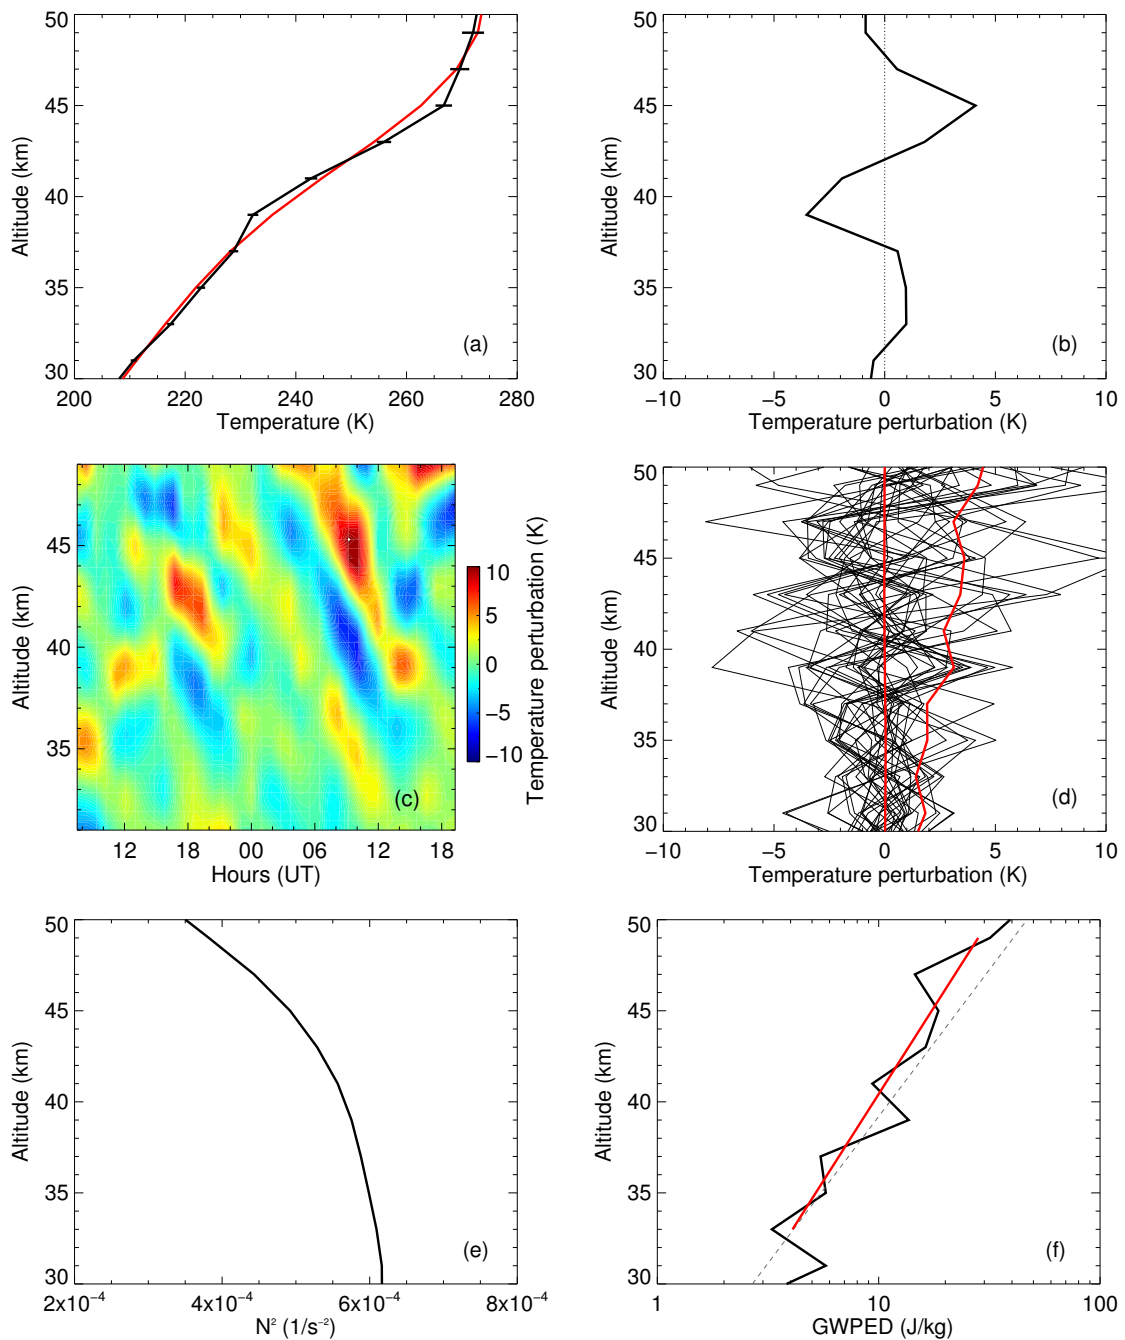 50
45
40
35
30
Altitude (km)
(a)
200 220 240 260 280
Temperature (K)
50
45
40
35
30
Altitude (km)
(b)
−10 −5 0 5 10
Temperature perturbation (K)
45
40
35
Altitude (km)
(c)
12 18 00 06 12 18
Hours (UT)
10
5
0
−5
−10
Temperature perturbation (K)
50
45
40
35
30
Altitude (km)
(d)
−10 −5 0 5 10
Temperature perturbation (K)
50
45
40
35
30
Altitude (km)
(e)
2x10⁻⁴ 4x10⁻⁴ 6x10⁻⁴ 8x10⁻⁴
N² (1/s⁻²)
50
45
40
35
30
Altitude (km)
(f)
1 10 100
GWPED (J/kg)